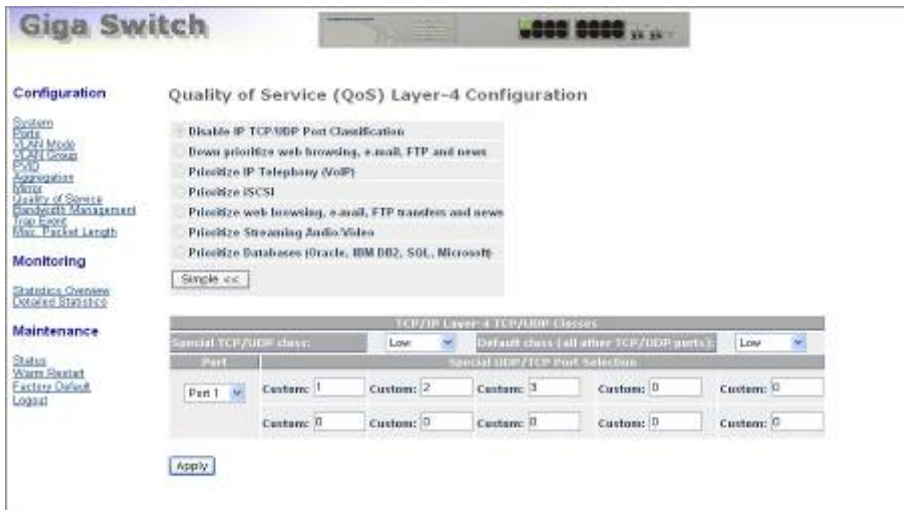 Giga Switch
Configuration
System
Ports
VLAN Mode
VLAN Group
PVID
Aggregation
Mirror
Quality of Service
Bandwidth Management
Trap Event
Max. Packet Length
Monitoring
Statistics Overview
Detailed Statistics
Maintenance
Status
Warm Restart
Factory Default
Logout
Quality of Service (QoS) Layer-4 Configuration
Disable IP TCP/UDP Port Classification
Down prioritize web browsing, e-mail, FTP and news
Prioritize IP Telephony (VoIP)
Prioritize iSCSI
Prioritize web browsing, e-mail, FTP transfers and news
Prioritize Streaming Audio/Video
Prioritize Databases (Oracle, IBM DB2, SQL, Microsoft)
Simple <<
TCP/IP Layer-4 TCP/UDP Classes
Special TCP/UDP class: Low Default class (all other TCP/UDP ports): Low
Port Special UDP/TCP Port Selection
Port 1 Custom: 1 Custom: 2 Custom: 3 Custom: 0 Custom: 0
Custom: 0 Custom: 0 Custom: 0 Custom: 0 Custom: 0
Apply